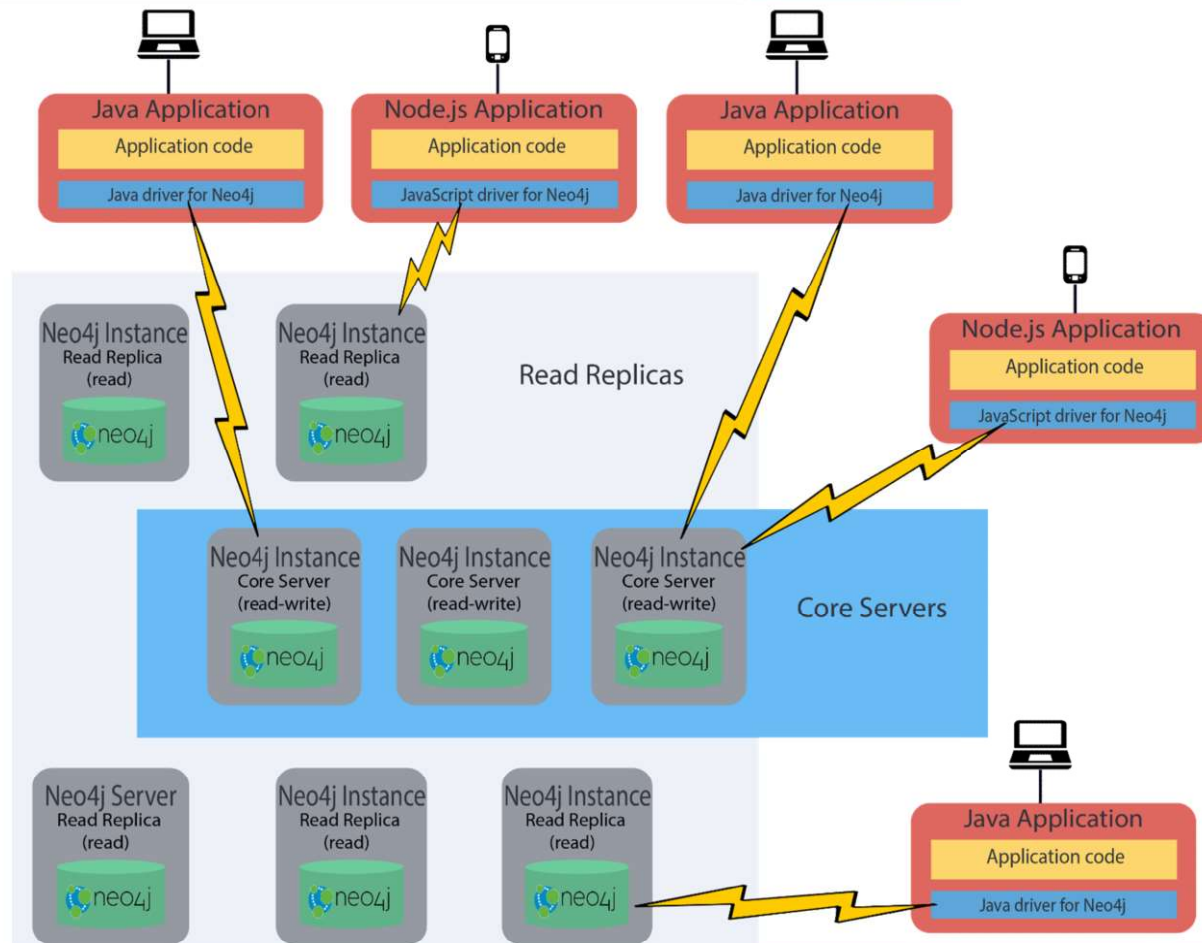 Java Application
Application code
Java driver for Neo4j
Node.js Application
Application code
JavaScript driver for Neo4j
Java Application
Application code
Java driver for Neo4j
Node.js Application
Application code
JavaScript driver for Neo4j
Neo4j Instance
Read Replica
(read)
neo4j
Neo4j Instance
Read Replica
(read)
neo4j
Read Replicas
Neo4j Instance
Core Server
(read-write)
neo4j
Neo4j Instance
Core Server
(read-write)
neo4j
Neo4j Instance
Core Server
(read-write)
neo4j
Core Servers
Neo4j Server
Read Replica
(read)
neo4j
Neo4j Instance
Read Replica
(read)
neo4j
Neo4j Instance
Read Replica
(read)
neo4j
Java Application
Application code
Java driver for Neo4j